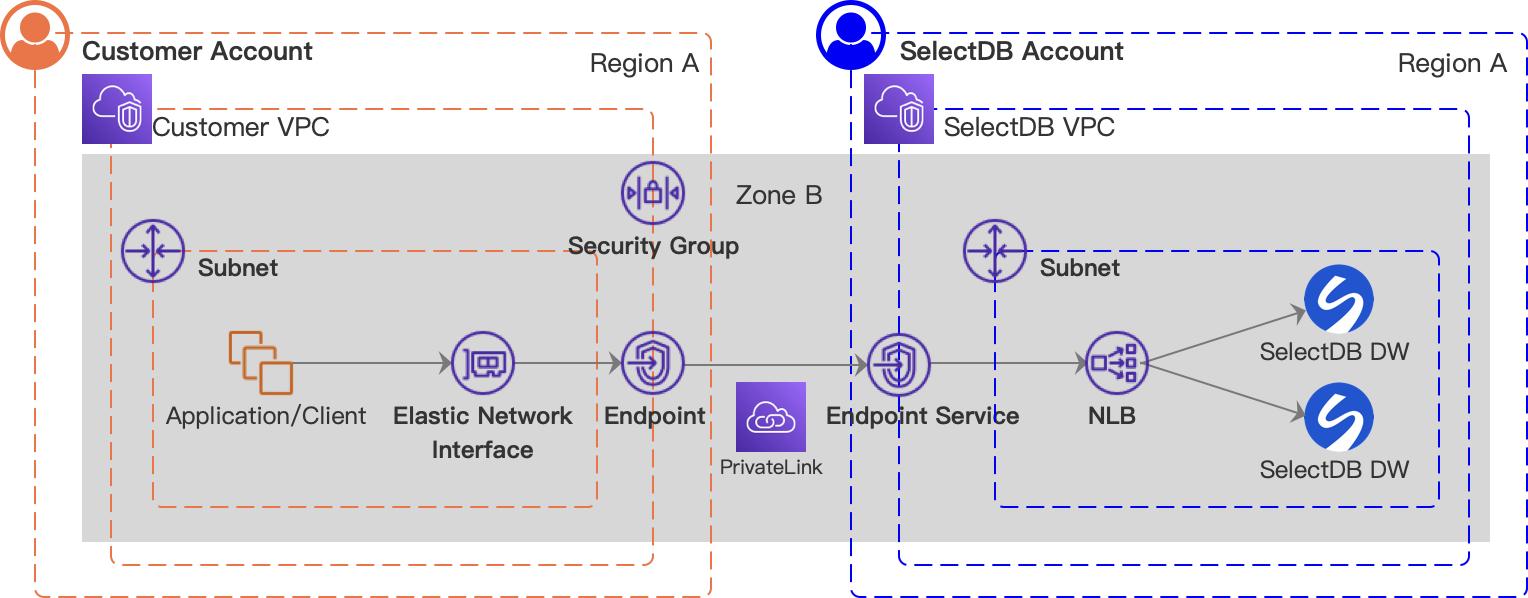 Customer Account
Region A
SelectDB Account
Region A
Customer VPC
SelectDB VPC
Zone B
Security Group
Subnet
Subnet
SelectDB DW
Application/Client
Elastic Network
Interface
Endpoint
Endpoint Service
NLB
PrivateLink
SelectDB DW